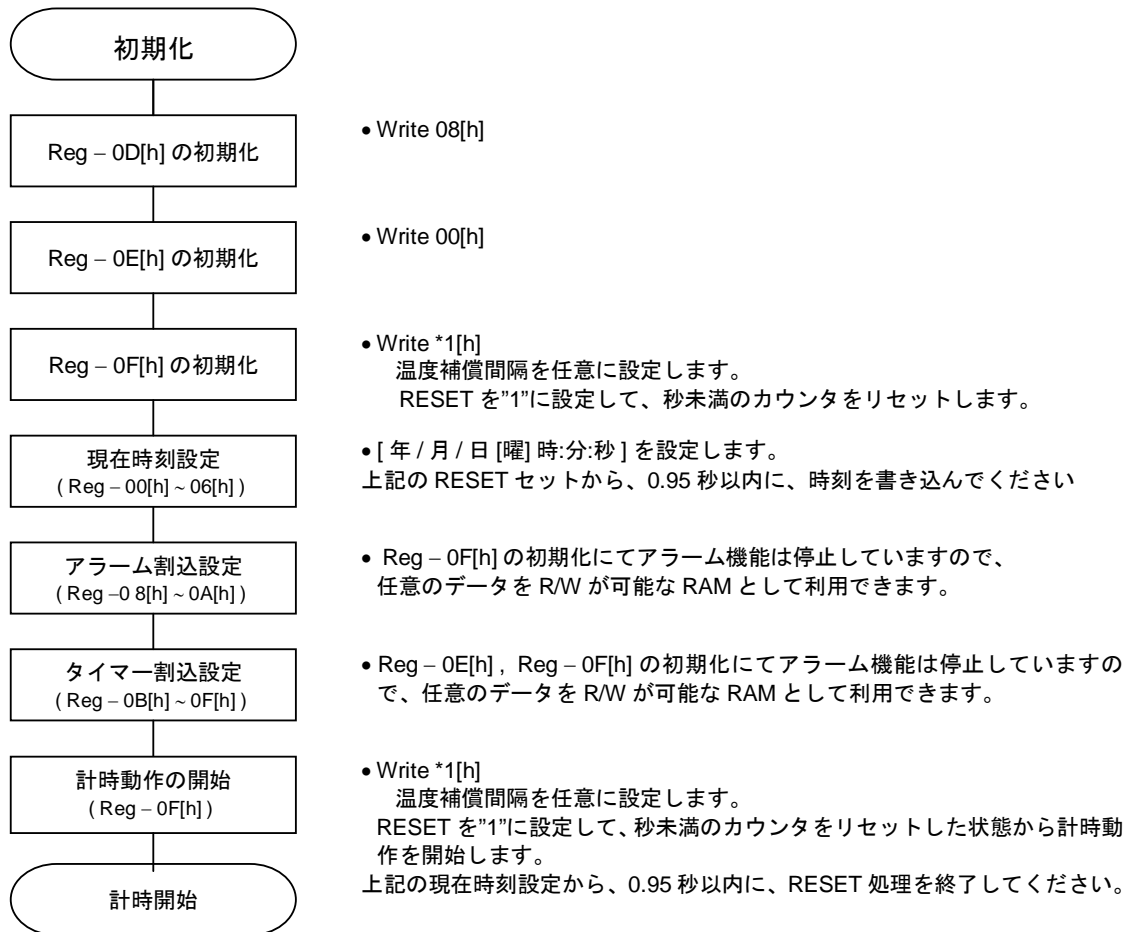 初期化
Reg – 0D[h] の初期化
• Write 08[h]
Reg – 0E[h] の初期化
• Write 00[h]
Reg – 0F[h] の初期化
• Write *1[h]
温度補償間隔を任意に設定します。
RESET を”1”に設定して、秒未満のカウンタをリセットします。
現在時刻設定
( Reg – 00[h] ~ 06[h] )
• [ 年 / 月 / 日 [曜] 時:分:秒 ] を設定します。
上記の RESET セットから、0.95 秒以内に、時刻を書き込んでください
アラーム割込設定
( Reg –0 8[h] ~ 0A[h] )
• Reg – 0F[h] の初期化にてアラーム機能は停止していますので、
任意のデータを R/W が可能な RAM として利用できます。
タイマー割込設定
( Reg – 0B[h] ~ 0F[h] )
• Reg – 0E[h] , Reg – 0F[h] の初期化にてアラーム機能は停止していますの
で、任意のデータを R/W が可能な RAM として利用できます。
計時動作の開始
( Reg – 0F[h] )
• Write *1[h]
温度補償間隔を任意に設定します。
RESET を”1”に設定して、秒未満のカウンタをリセットした状態から計時動
作を開始します。
上記の現在時刻設定から、0.95 秒以内に、RESET 処理を終了してください。
計時開始